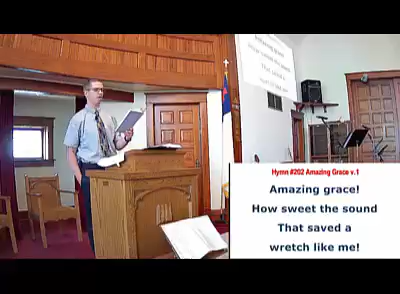 Hymn #202 Amazing Grace v.1
Amazing grace!
How sweet the sound
That saved a
wretch like me!